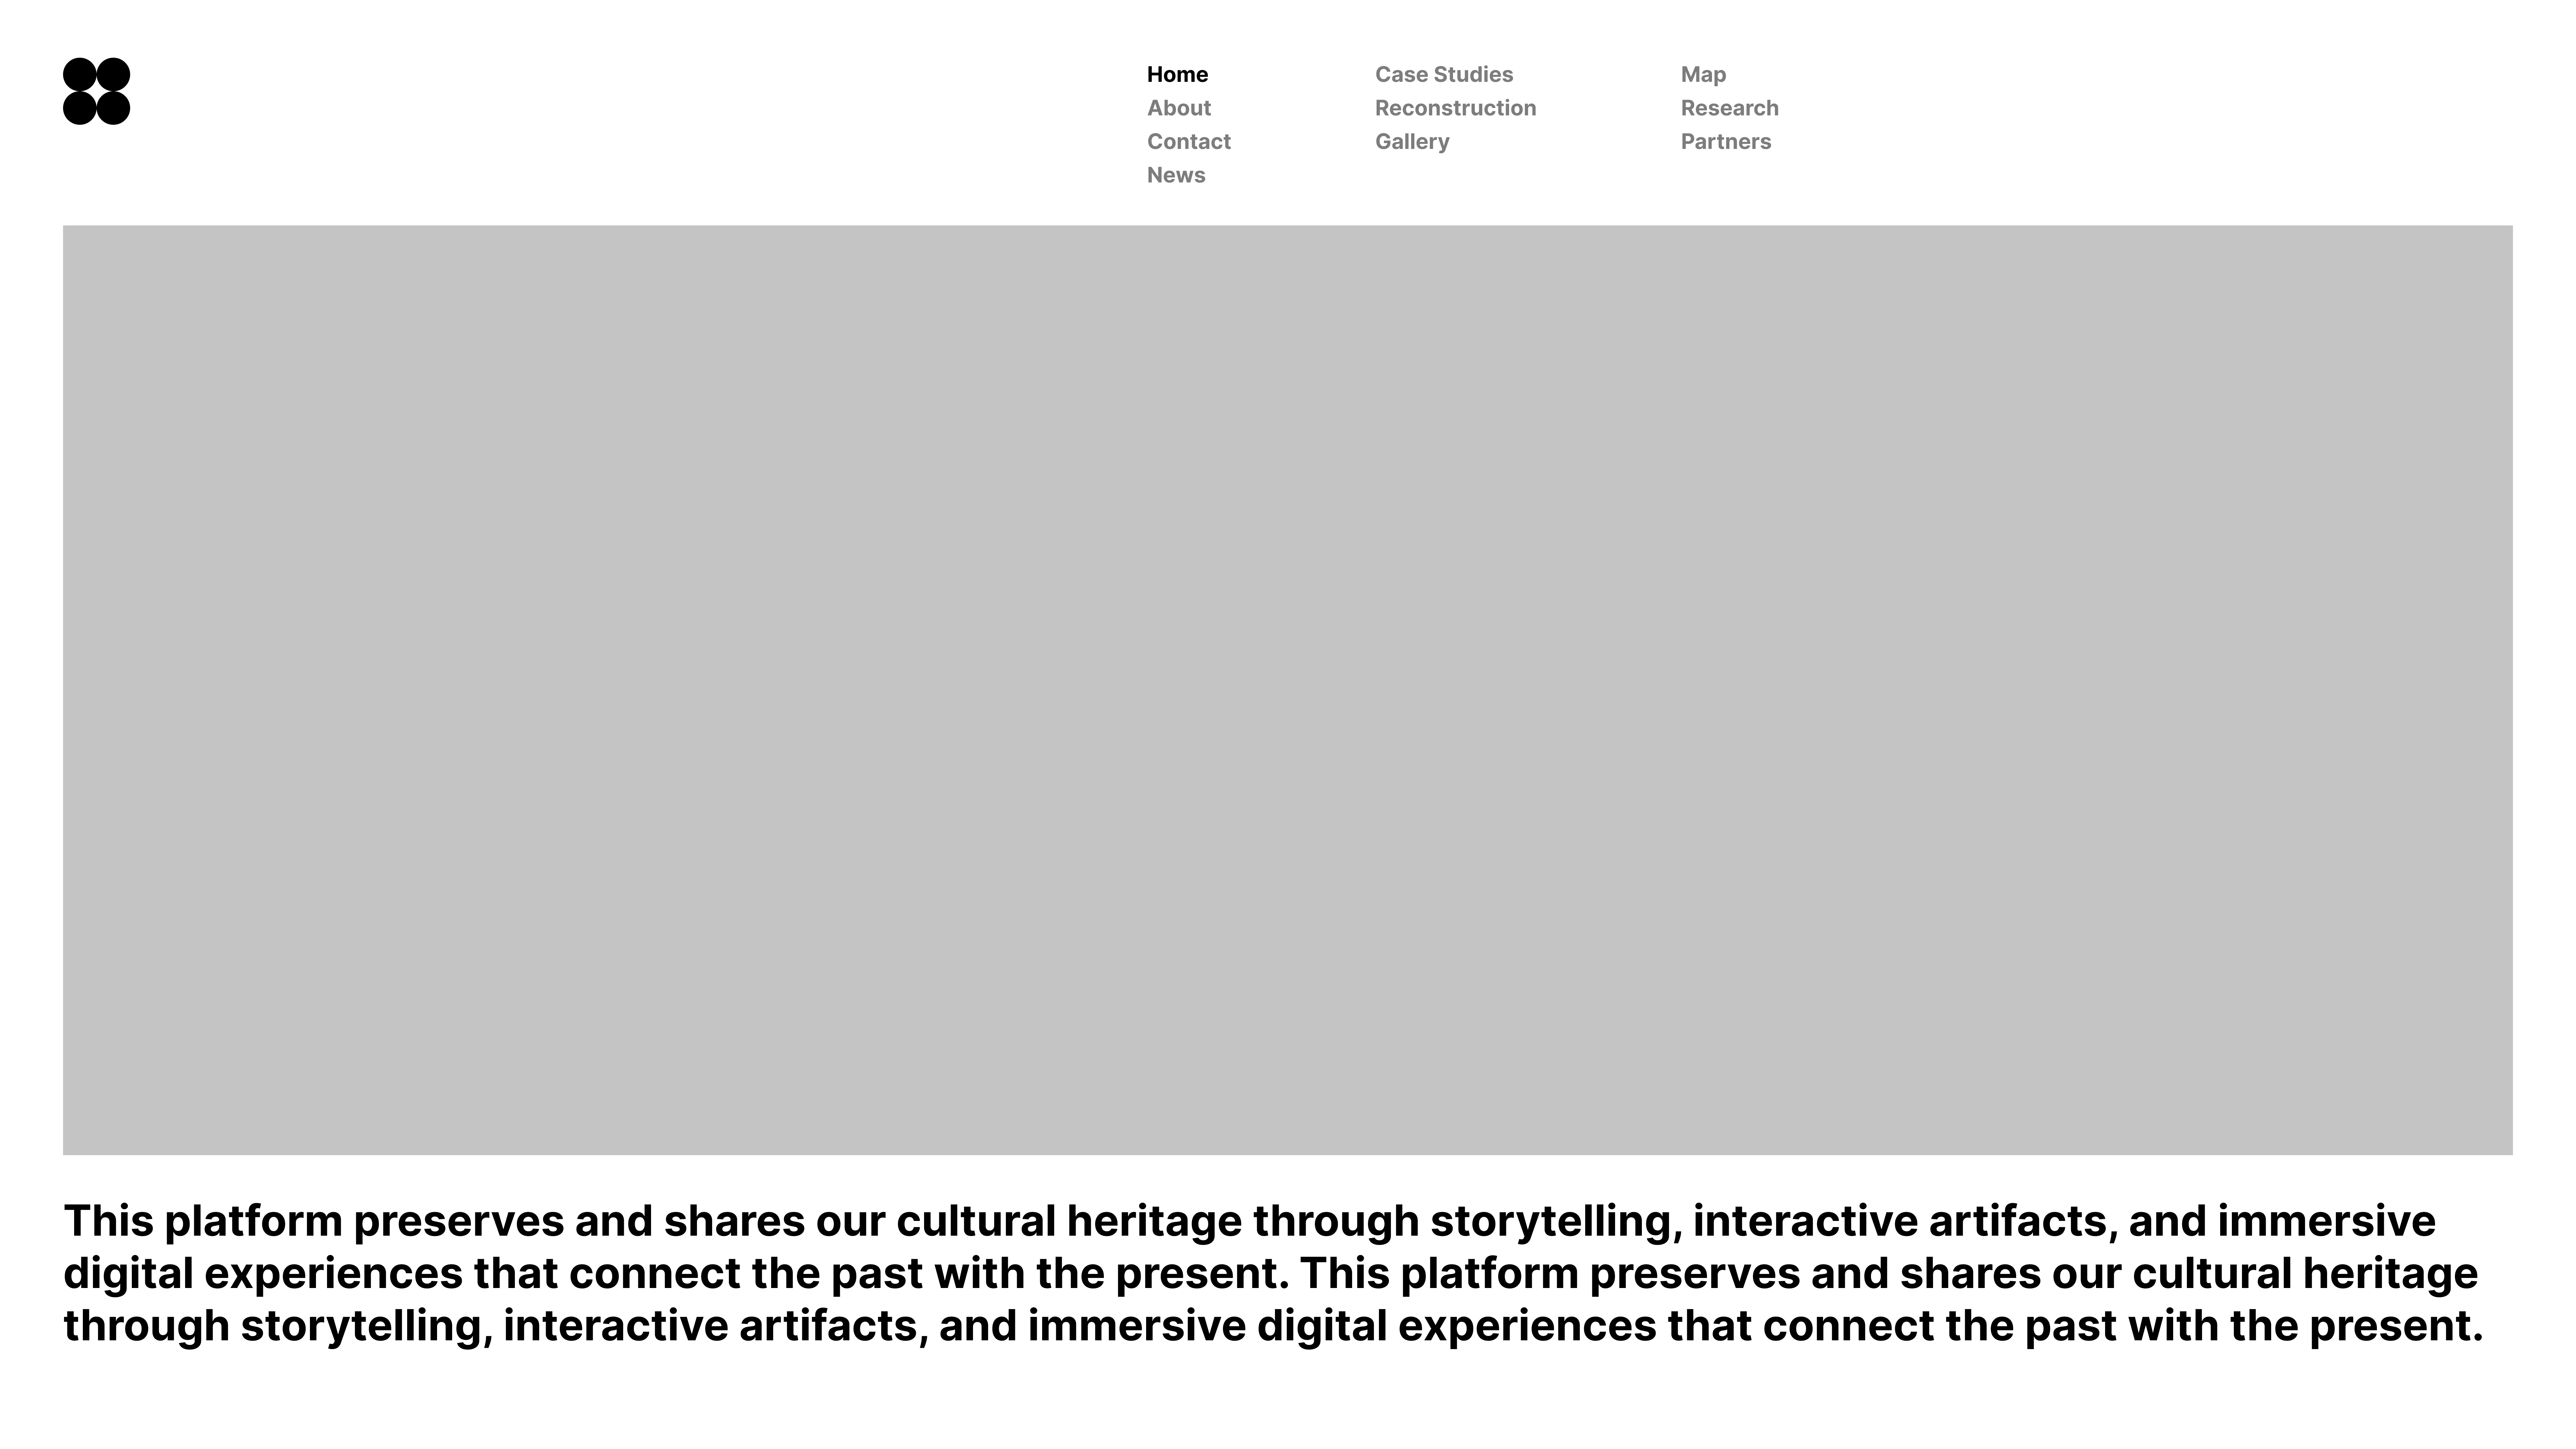 Home
About
Contact
News
Case Studies
Reconstruction
Gallery
Map
Research
Partners
This platform preserves and shares our cultural heritage through storytelling, interactive artifacts, and immersive
digital experiences that connect the past with the present. This platform preserves and shares our cultural heritage
through storytelling, interactive artifacts, and immersive digital experiences that connect the past with the present.